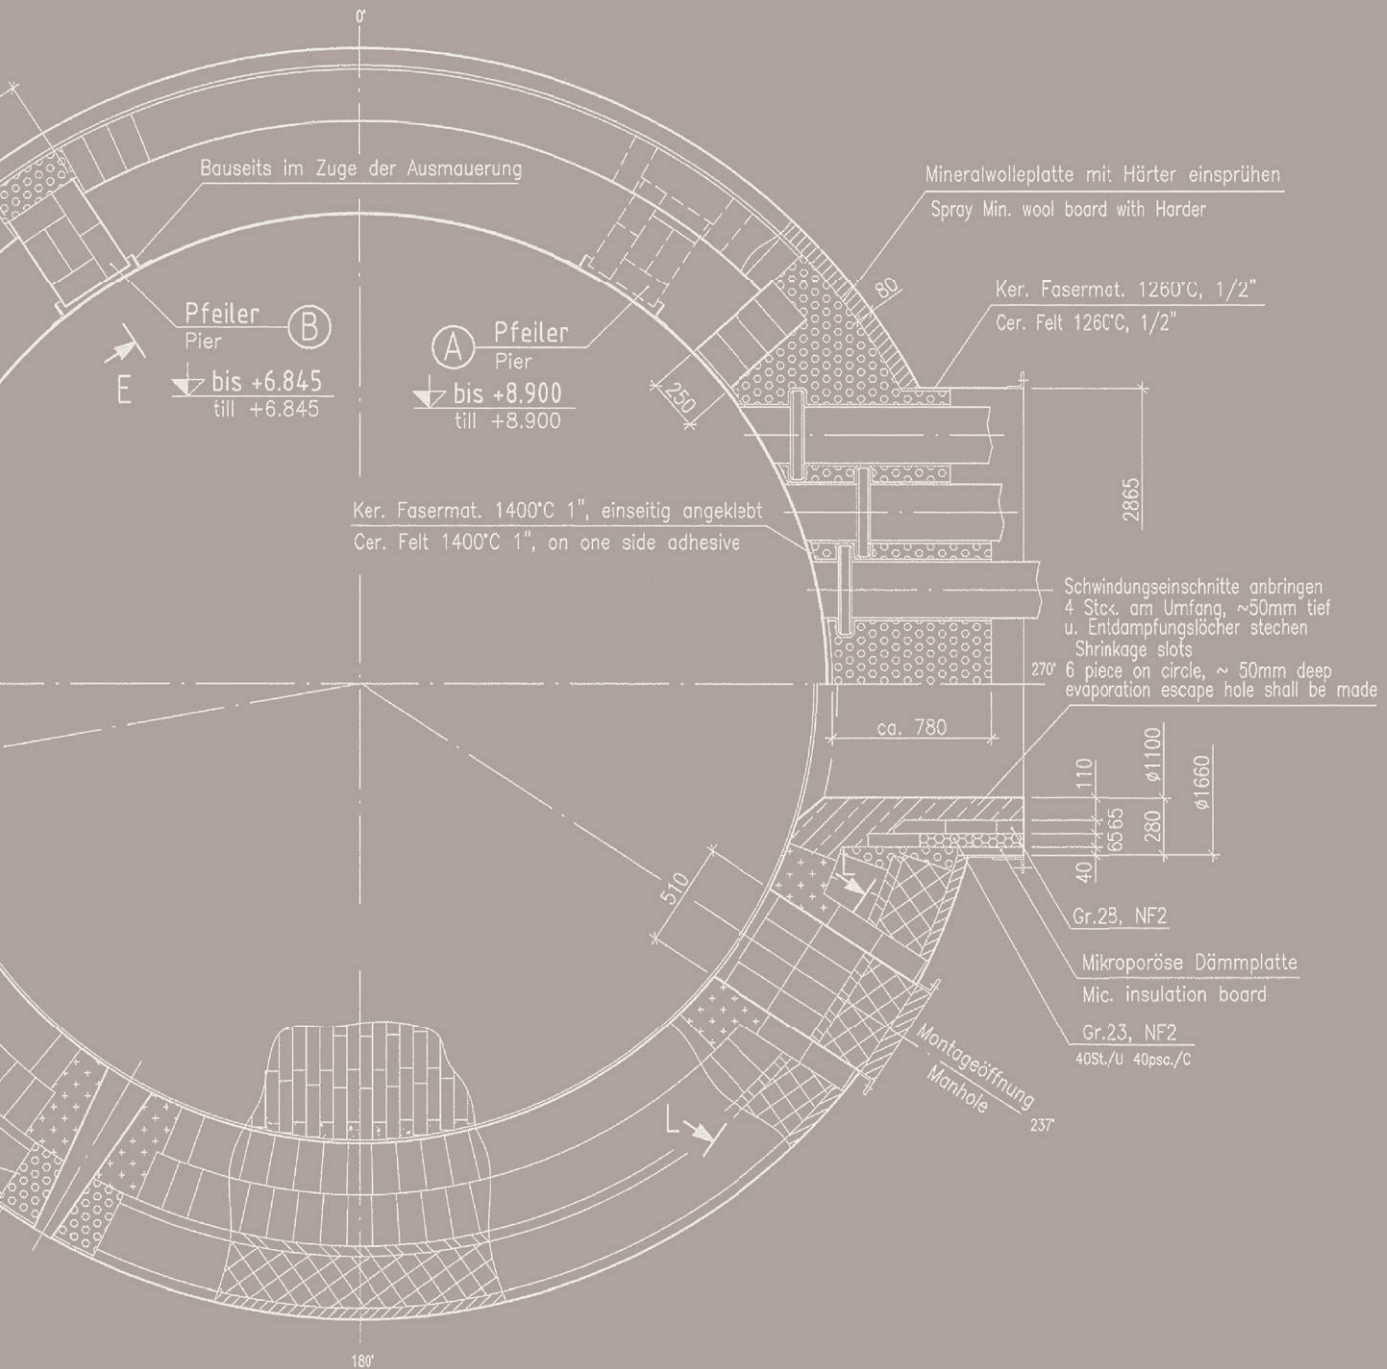 0°
Bauseits im Zuge der Ausmauerung
Mineralwolleplatte mit Härter einsprühen
Spray Min. wool board with Harder
80
Ker. Fasermat. 1260°C, 1/2"
Cer. Felt 1260°C, 1/2"
Pfeiler
Pier
B
A
Pfeiler
Pier
E
bis +6.845
till +6.845
bis +8.900
till +8.900
250
2865
Ker. Fasermat. 1400°C 1", einseitig angeklebt
Cer. Felt 1400°C 1", on one side adhesive
Schwindungseinschnitte anbringen
4 Stck. am Umfang, ~50mm tief
u. Entdampfungslöcher stechen
Shrinkage slots
270° 6 piece on circle, ~ 50mm deep
evaporation escape hole shall be made
ca. 780
110
ø1100
ø1660
65
65
280
40
L
510
Gr.28, NF2
Mikroporöse Dämmplatte
Mic. insulation board
Gr.23, NF2
40St./U 40psc./C
Montageöffnung
Manhole
237°
L
180°